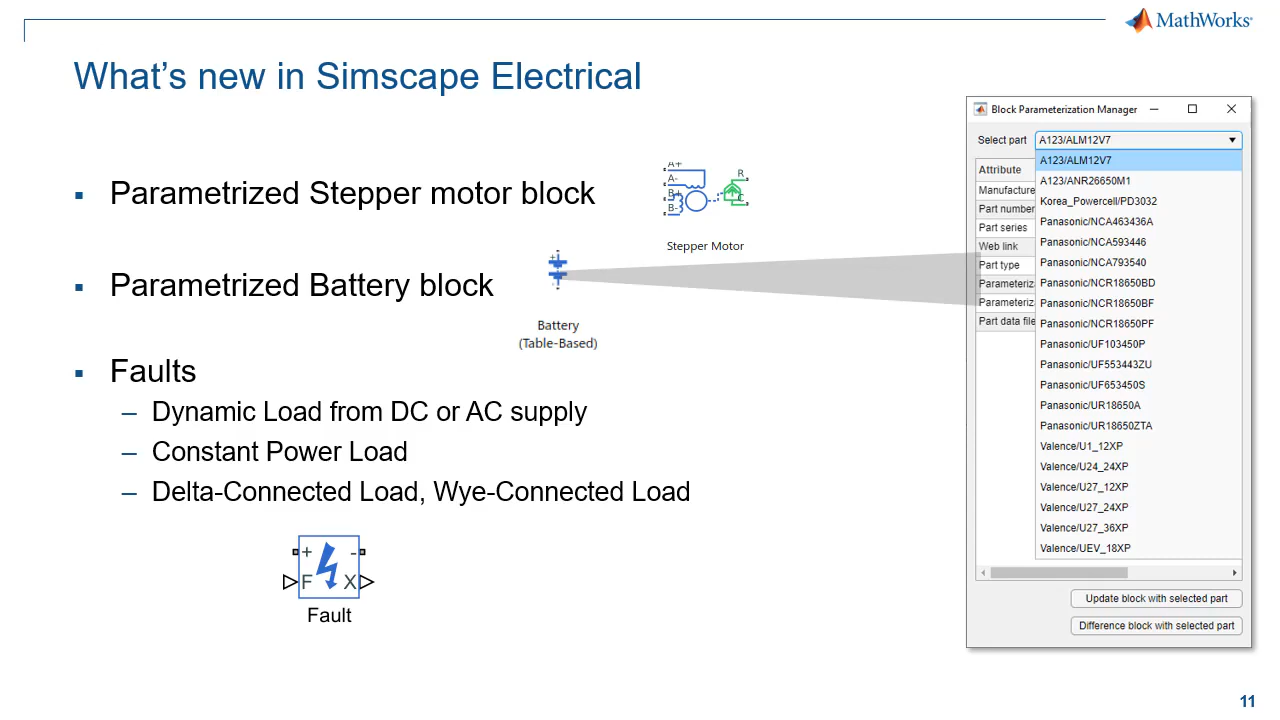 MathWorks®
What's new in Simscape Electrical
▪ Parametrized Stepper motor block
A+
A-
B+
B-
R
C
Stepper Motor
▪ Parametrized Battery block
+
-
Battery
(Table-Based)
▪ Faults
– Dynamic Load from DC or AC supply
– Constant Power Load
– Delta-Connected Load, Wye-Connected Load
+ -
F X
Fault
Block Parameterization Manager
Select part A123/ALM12V7
Attribute
Manufacture
Part number
Part series
Web link
Part type
Parameteriz
Parameteriz
Part data file
A123/ALM12V7
A123/ANR26650M1
Korea_Powercell/PD3032
Panasonic/NCA463436A
Panasonic/NCA593446
Panasonic/NCA793540
Panasonic/NCR18650BD
Panasonic/NCR18650BF
Panasonic/NCR18650PF
Panasonic/UF103450P
Panasonic/UF553443ZU
Panasonic/UF653450S
Panasonic/UR18650A
Panasonic/UR18650ZTA
Valence/U1_12XP
Valence/U24_24XP
Valence/U27_12XP
Valence/U27_24XP
Valence/U27_36XP
Valence/UEV_18XP
Update block with selected part
Difference block with selected part
11